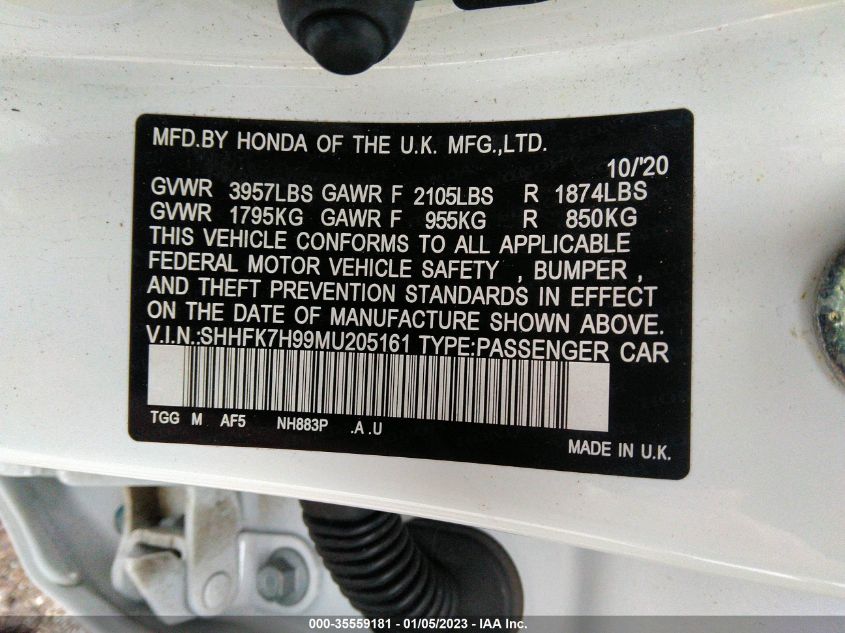 MFD.BY HONDA OF THE U.K. MFG.,LTD.
10/'20
GVWR 3957LBS GAWR F 2105LBS R 1874LBS
GVWR 1795KG GAWR F 955KG R 850KG
THIS VEHICLE CONFORMS TO ALL APPLICABLE
FEDERAL MOTOR VEHICLE SAFETY , BUMPER ,
AND THEFT PREVENTION STANDARDS IN EFFECT
ON THE DATE OF MANUFACTURE SHOWN ABOVE.
V.I.N.:SHHFK7H99MU205161 TYPE:PASSENGER CAR
TGG M AF5 NH883P .A .U
MADE IN U.K.
000-35559181 - 01/05/2023 - IAA Inc.